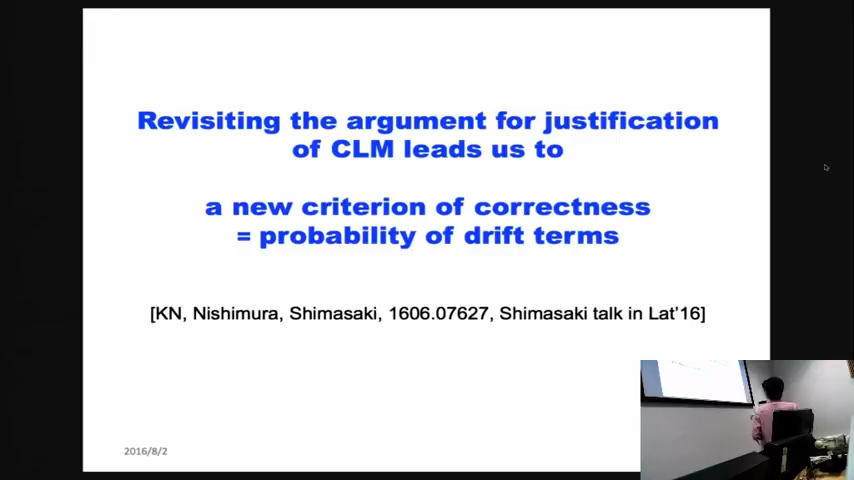 Revisiting the argument for justification
of CLM leads us to
a new criterion of correctness
= probability of drift terms
[KN, Nishimura, Shimasaki, 1606.07627, Shimasaki talk in Lat'16]
2016/8/2